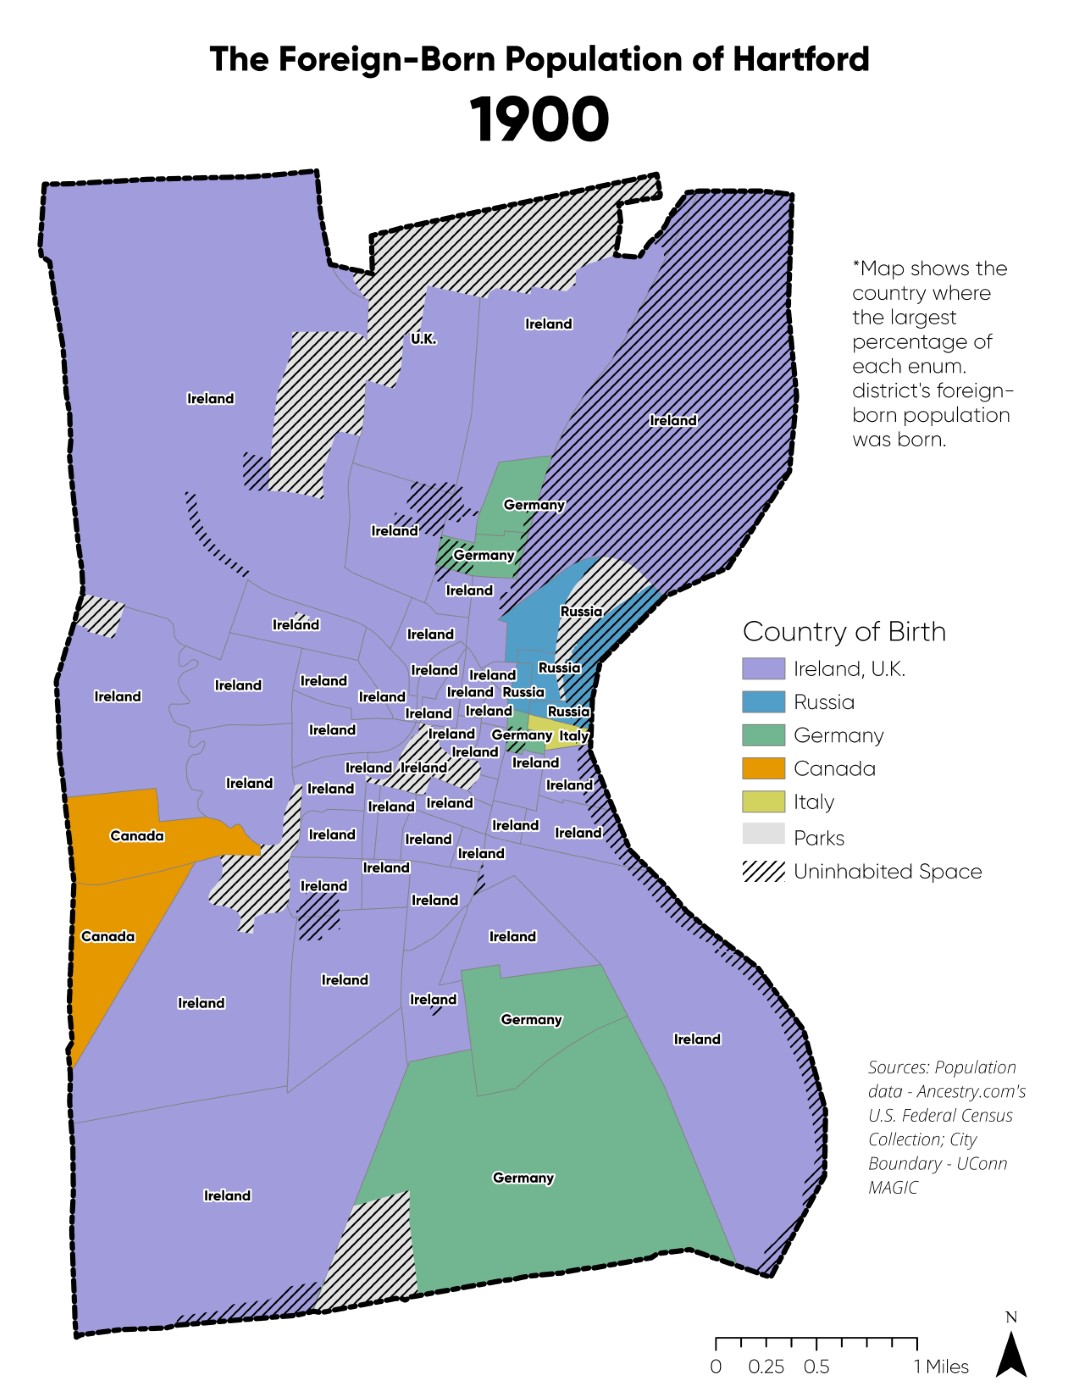 The Foreign-Born Population of Hartford
1900
*Map shows the
country where
the largest
percentage of
each enum.
district's foreign-
born population
was born.
U.K.
Ireland
Ireland
Ireland
Germany
Ireland
Germany
Ireland
Russia
Ireland
Ireland
Ireland
Russia
Ireland
Ireland
Ireland
Ireland
Ireland
Russia
Ireland
Ireland
Ireland
Ireland
Russia
Ireland
Ireland
Germany
Italy
Ireland
Ireland
Ireland
Ireland
Ireland
Ireland
Ireland
Ireland
Ireland
Ireland
Ireland
Ireland
Ireland
Canada
Ireland
Ireland
Ireland
Ireland
Ireland
Canada
Ireland
Ireland
Ireland
Ireland
Germany
Ireland
Germany
Ireland
Country of Birth
Ireland, U.K.
Russia
Germany
Canada
Italy
Parks
Uninhabited Space
Sources: Population
data - Ancestry.com's
U.S. Federal Census
Collection; City
Boundary - UConn
MAGIC
N
0 0.25 0.5 1 Miles